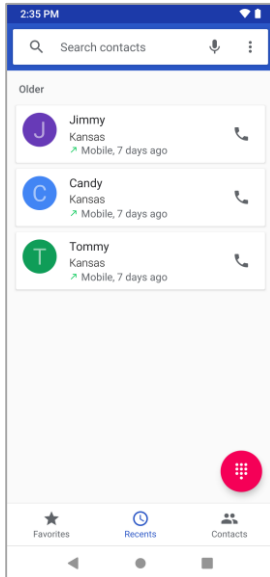 2:35 PM
Search contacts
Older
J
Jimmy
Kansas
Mobile, 7 days ago
C
Candy
Kansas
Mobile, 7 days ago
T
Tommy
Kansas
Mobile, 7 days ago
Favorites
Recents
Contacts